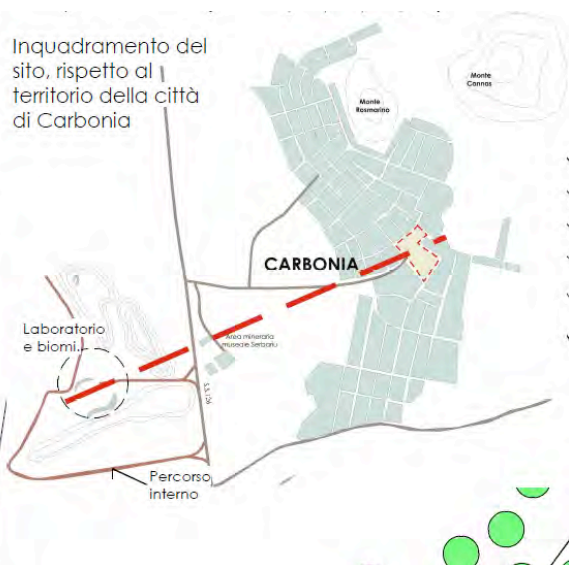 Inquadramento del
sito, rispetto al
territorio della città
di Carbonia
Monte
Cannas
Monte
Rosmarino
CARBONIA
Laboratorio
e biomi...
Area mineraria
museale Serbariu
S.S.126
Percorso
interno